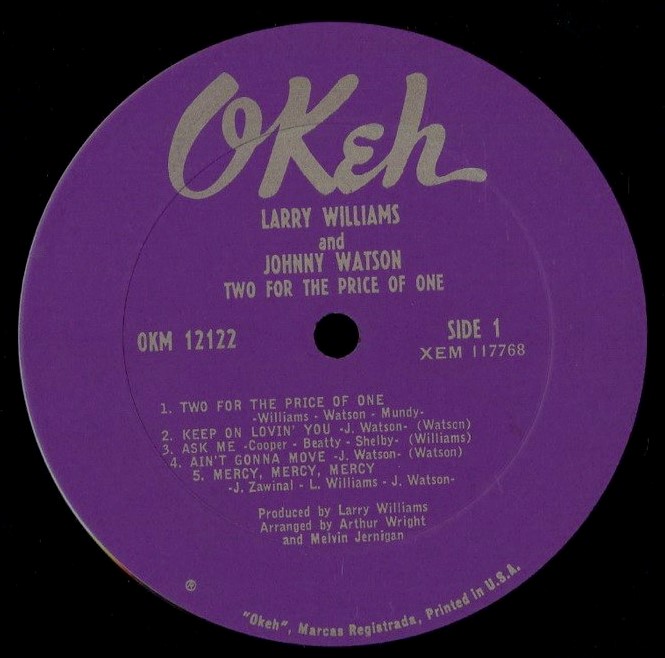 OKeh
LARRY WILLIAMS
and
JOHNNY WATSON
TWO FOR THE PRICE OF ONE
OKM 12122
SIDE 1
XEM 117768
1. TWO FOR THE PRICE OF ONE
-Williams - Watson - Mundy-
2. KEEP ON LOVIN' YOU -J. Watson- (Watson)
3. ASK ME -Cooper - Beatty - Shelby- (Williams)
4. AIN'T GONNA MOVE -J. Watson- (Watson)
5. MERCY, MERCY, MERCY
-J. Zawinal - L. Williams - J. Watson-
Produced by Larry Williams
Arranged by Arthur Wright
and Melvin Jernigan
"Okeh", Marcas Registrada, Printed in U.S.A.